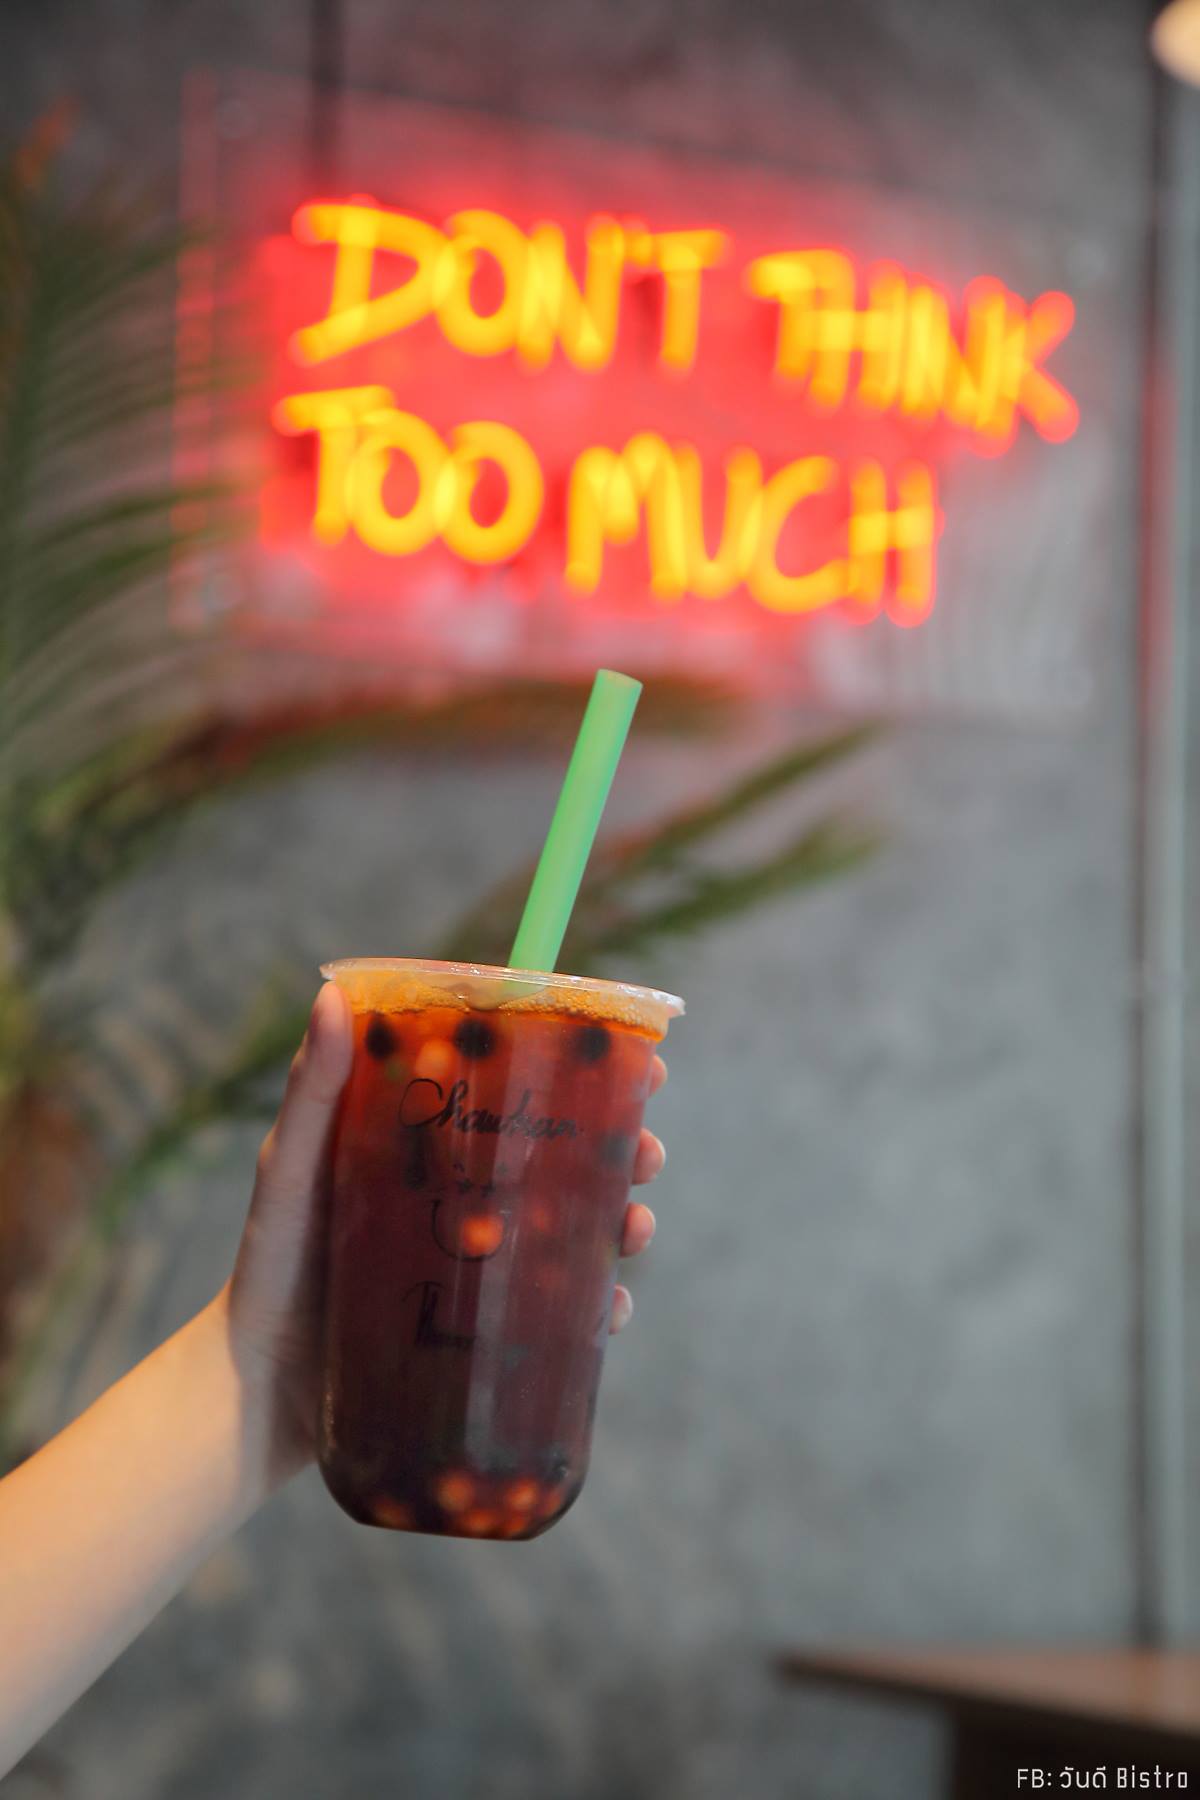 DON'T THINK
TOO MUCH
FB: วันดี Bistro